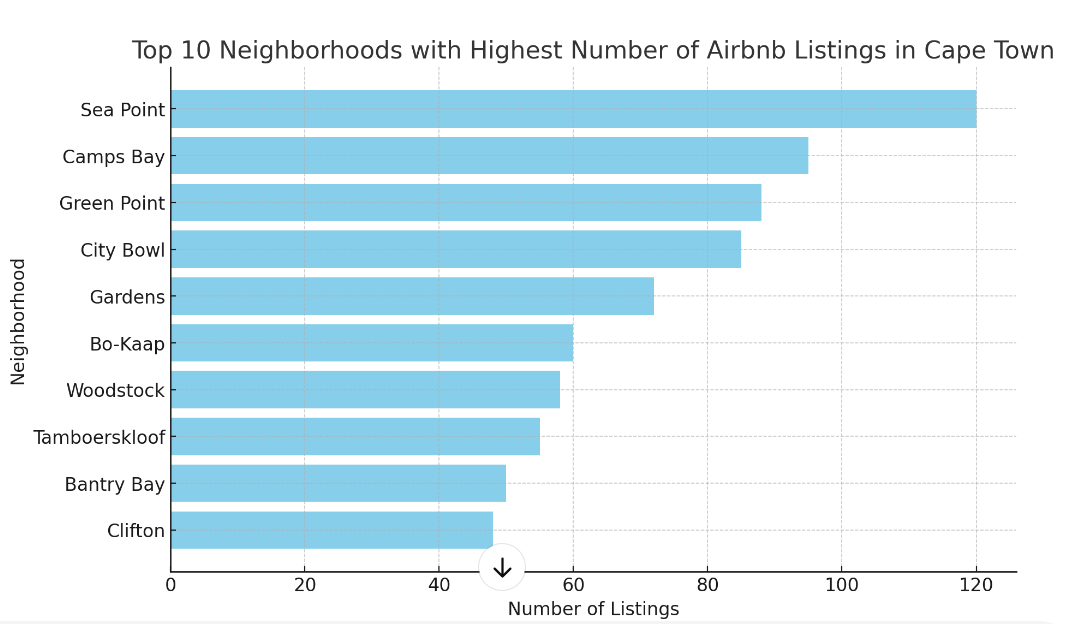 Top 10 Neighborhoods with Highest Number of Airbnb Listings in Cape Town
Neighborhood
Sea Point
Camps Bay
Green Point
City Bowl
Gardens
Bo-Kaap
Woodstock
Tamboerskloof
Bantry Bay
Clifton
0 20 40 60 80 100 120
Number of Listings